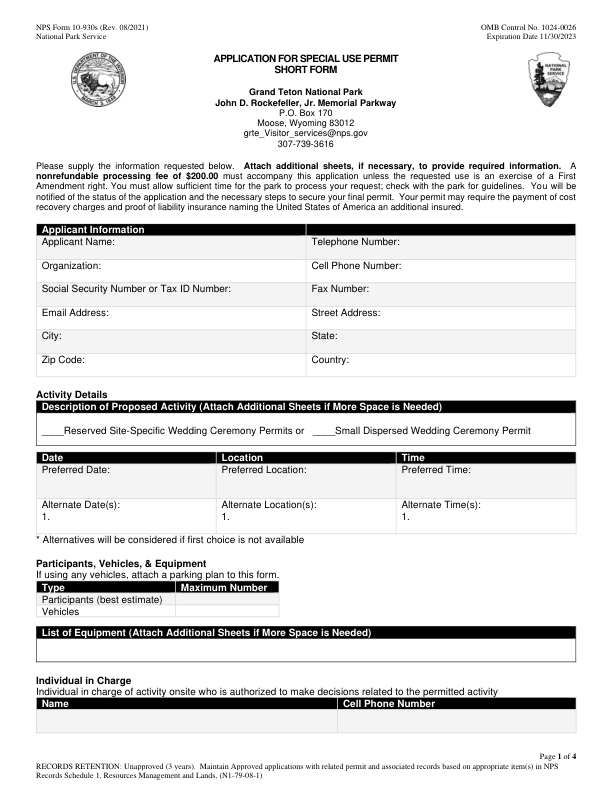 NPS Form 10-930s (Rev. 08/2021)
National Park Service
OMB Control No. 1024-0026
Expiration Date 11/30/2023
APPLICATION FOR SPECIAL USE PERMIT
SHORT FORM
Grand Teton National Park
John D. Rockefeller, Jr. Memorial Parkway
P.O. Box 170
Moose, Wyoming 83012
grte_Visitor_services@nps.gov
307-739-3616
U.S. DEPARTMENT OF THE INTERIOR
MARCH 3, 1849
NATIONAL
PARK
SERVICE
Please supply the information requested below. Attach additional sheets, if necessary, to provide required information. A
nonrefundable processing fee of $200.00 must accompany this application unless the requested use is an exercise of a First
Amendment right. You must allow sufficient time for the park to process your request; check with the park for guidelines. You will be
notified of the status of the application and the necessary steps to secure your final permit. Your permit may require the payment of cost
recovery charges and proof of liability insurance naming the United States of America an additional insured.
Applicant Information
Applicant Name: Telephone Number:
Organization: Cell Phone Number:
Social Security Number or Tax ID Number: Fax Number:
Email Address: Street Address:
City: State:
Zip Code: Country:
Activity Details
Description of Proposed Activity (Attach Additional Sheets if More Space is Needed)
____Reserved Site-Specific Wedding Ceremony Permits or ____Small Dispersed Wedding Ceremony Permit
Date Location Time
Preferred Date: Preferred Location: Preferred Time:
Alternate Date(s): Alternate Location(s): Alternate Time(s):
1. 1. 1.
* Alternatives will be considered if first choice is not available
Participants, Vehicles, & Equipment
If using any vehicles, attach a parking plan to this form.
Type Maximum Number
Participants (best estimate)
Vehicles
List of Equipment (Attach Additional Sheets if More Space is Needed)
Individual in Charge
Individual in charge of activity onsite who is authorized to make decisions related to the permitted activity
Name Cell Phone Number
Page 1 of 4
RECORDS RETENTION: Unapproved (3 years). Maintain Approved applications with related permit and associated records based on appropriate item(s) in NPS
Records Schedule 1, Resources Management and Lands, (N1-79-08-1)